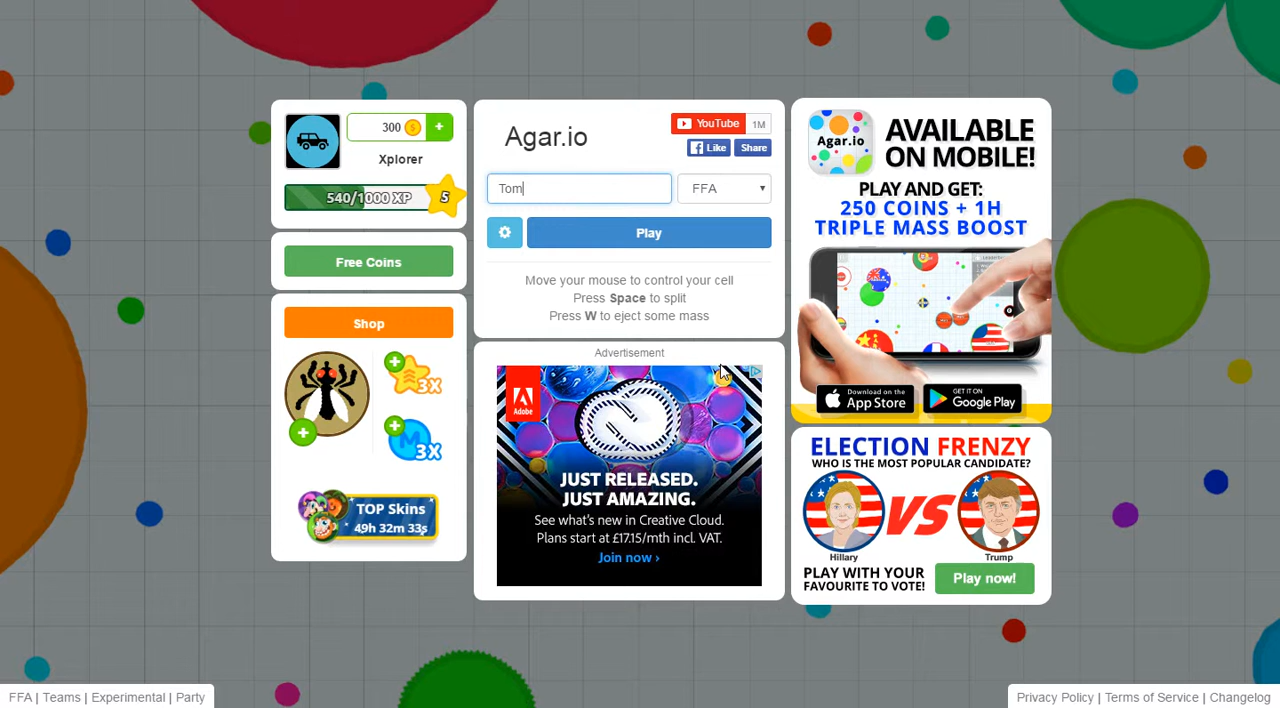 300
+
Xplorer
540/1000 XP
5
Free Coins
Shop
3X
M
3X
TOP Skins
49h 32m 33s
Agar.io
YouTube 1M
Like
Share
Tom
FFA
Play
Move your mouse to control your cell
Press Space to split
Press W to eject some mass
Advertisement
Adobe
JUST RELEASED.
JUST AMAZING.
See what's new in Creative Cloud.
Plans start at £17.15/mth incl. VAT.
Join now ›
Agar.io
AVAILABLE
ON MOBILE!
PLAY AND GET:
250 COINS + 1H
TRIPLE MASS BOOST
Download on the
App Store
GET IT ON
Google Play
ELECTION FRENZY
WHO IS THE MOST POPULAR CANDIDATE?
VS
Hillary
Trump
PLAY WITH YOUR
FAVOURITE TO VOTE!
Play now!
FFA | Teams | Experimental | Party
Privacy Policy | Terms of Service | Changelog